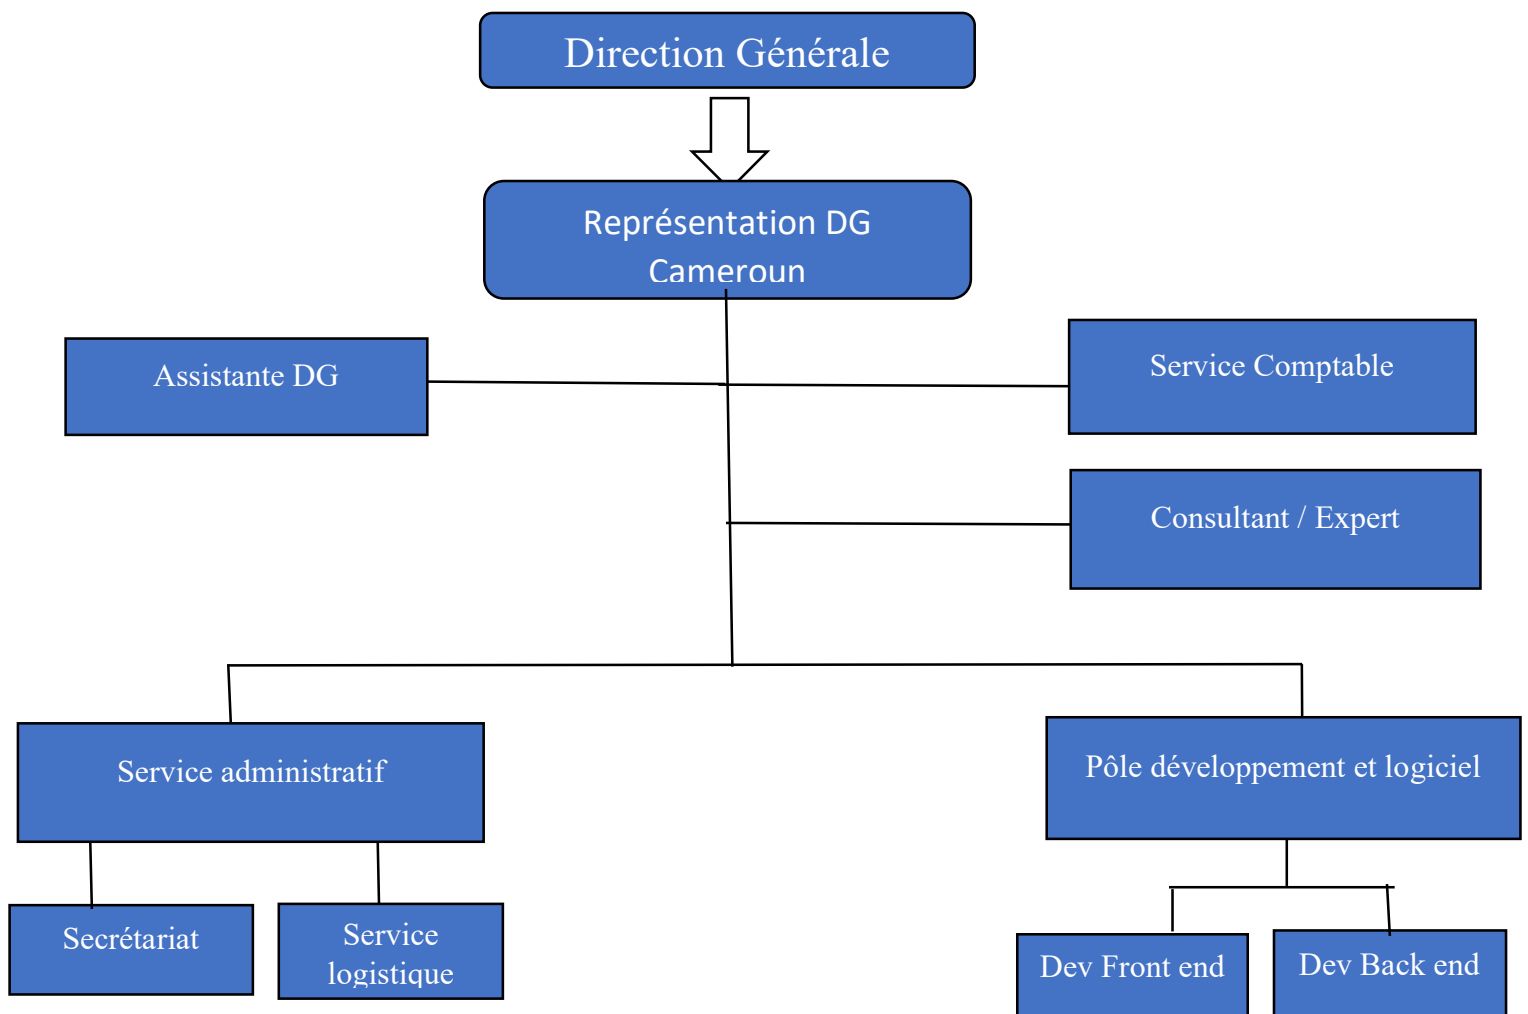 Direction Générale
Représentation DG
Cameroun
Assistante DG
Service Comptable
Consultant / Expert
Service administratif
Pôle développement et logiciel
Secrétariat
Service
logistique
Dev Front end
Dev Back end